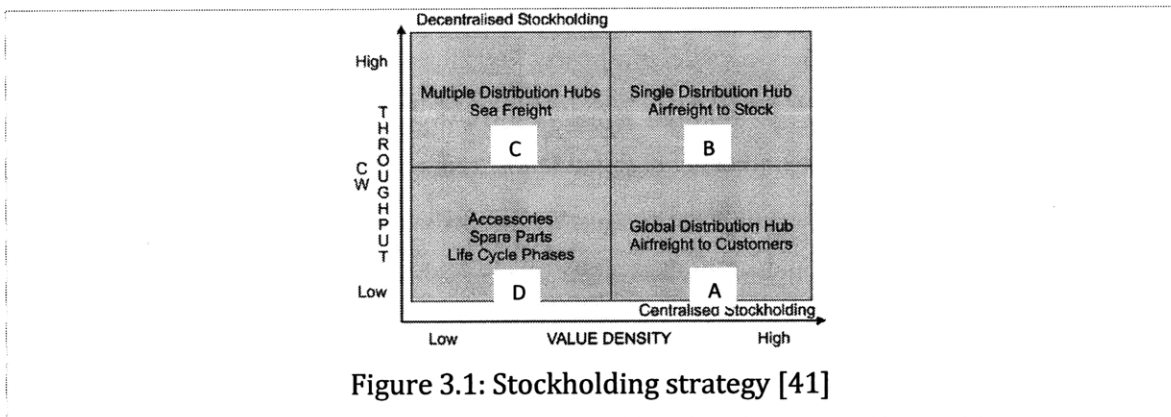 Decentralised Stockholding
High
Multiple Distribution Hubs
Sea Freight
C
Single Distribution Hub
Airfreight to Stock
B
CW
THROUGHPUT
Accessories
Spare Parts
Life Cycle Phases
D
Global Distribution Hub
Airfreight to Customers
A
Low
Centralised Stockholding
Low
VALUE DENSITY
High
Figure 3.1: Stockholding strategy [41]